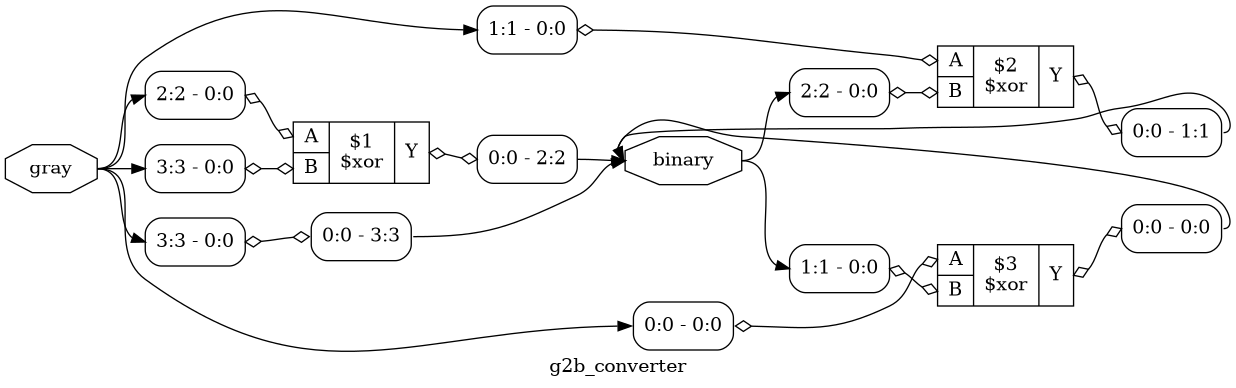 gray
2:2 - 0:0
3:3 - 0:0
3:3 - 0:0
0:0 - 3:3
A
B
$1
$xor
Y
0:0 - 2:2
1:1 - 0:0
binary
2:2 - 0:0
A
B
$2
$xor
Y
0:0 - 1:1
1:1 - 0:0
0:0 - 0:0
A
B
$3
$xor
Y
0:0 - 0:0
g2b_converter